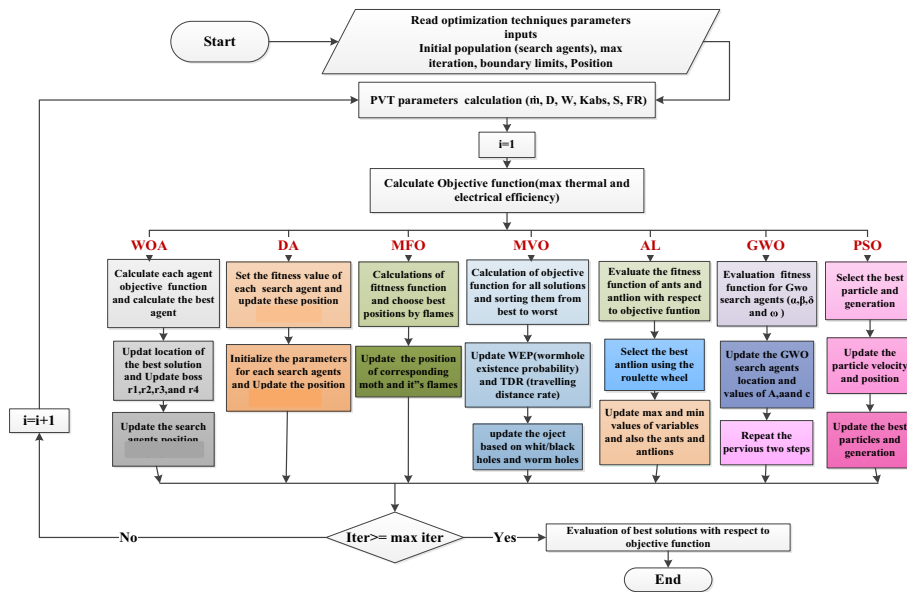 Start
Read optimization techniques parameters
inputs
Initial population (search agents), max
iteration, boundary limits, Position
PVT parameters calculation (ṁ, D, W, Kabs, S, FR)
i=1
Calculate Objective function(max thermal and
electrical efficiency)
WOA
Calculate each agent
objective function
and calculate the best
agent
Updat location of
the best solution
and Update boss
r1,r2,r3,and r4
Update the search
agents position
DA
Set the fitness value of
each search agent and
update these position
Initialize the parameters
for each search agents
and Update the position
MFO
Calculations of
fittness function and
choose best
positions by flames
Update the position
of corresponding
moth and it"s flames
MVO
Calculation of objective
function for all solutions
and sorting them from
best to worst
Update WEP(wormhole
existence probability)
and TDR (travelling
distance rate)
update the oject
based on whit/black
holes and worm holes
AL
Evaluate the fitness
function of ants and
antlion with respect
to objective funtion
Select the best
antlion using the
roulette wheel
Update max and min
values of variables
and also the ants and
antlions
GWO
Evaluation fitness
function for Gwo
search agents (α,β,δ
and ω )
Update the GWO
search agents
location and
values of A,aand c
Repeat the
pervious two steps
PSO
Select the best
particle and
generation
Update the
particle velocity
and position
Update the best
particles and
generation
i=i+1
No
Iter>= max iter
Yes
Evaluation of best solutions with respect to
objective function
End